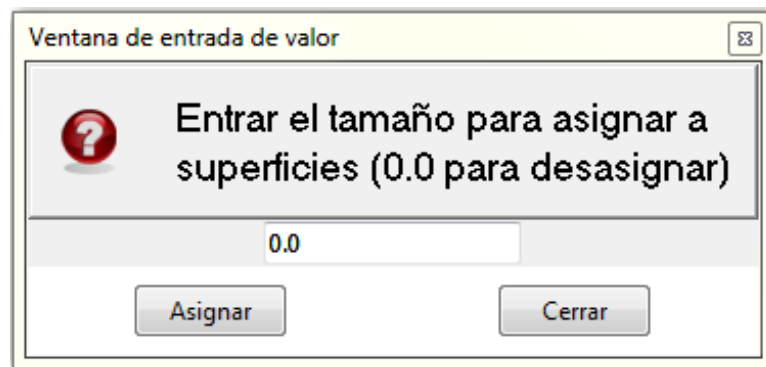 Ventana de entrada de valor
Entrar el tamaño para asignar a
superficies (0.0 para desasignar)
0.0
Asignar Cerrar